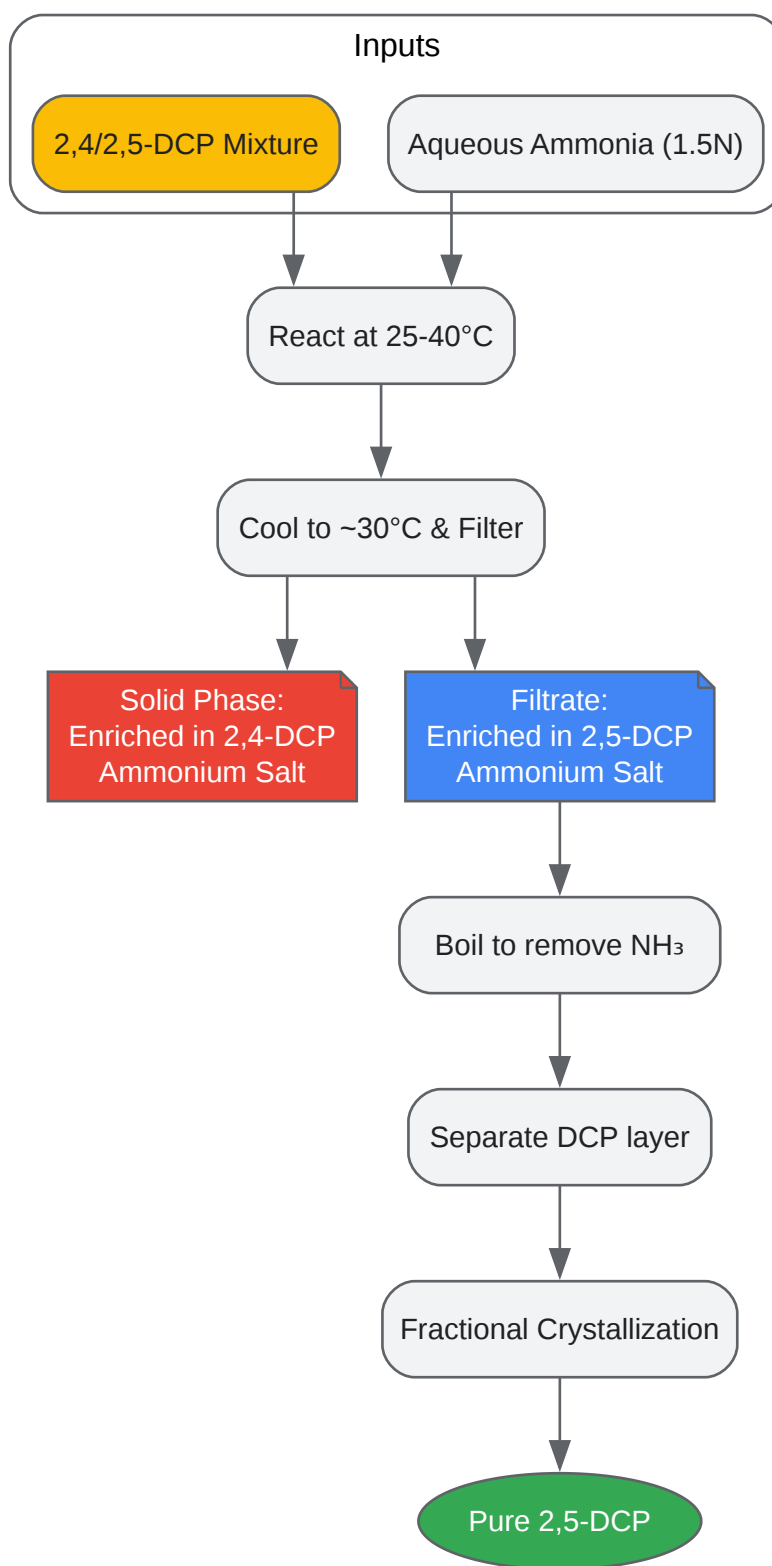 Inputs
2,4/2,5-DCP Mixture
Aqueous Ammonia (1.5N)
React at 25-40°C
Cool to ~30°C & Filter
Solid Phase:
Enriched in 2,4-DCP
Ammonium Salt
Filtrate:
Enriched in 2,5-DCP
Ammonium Salt
Boil to remove NH₃
Separate DCP layer
Fractional Crystallization
Pure 2,5-DCP